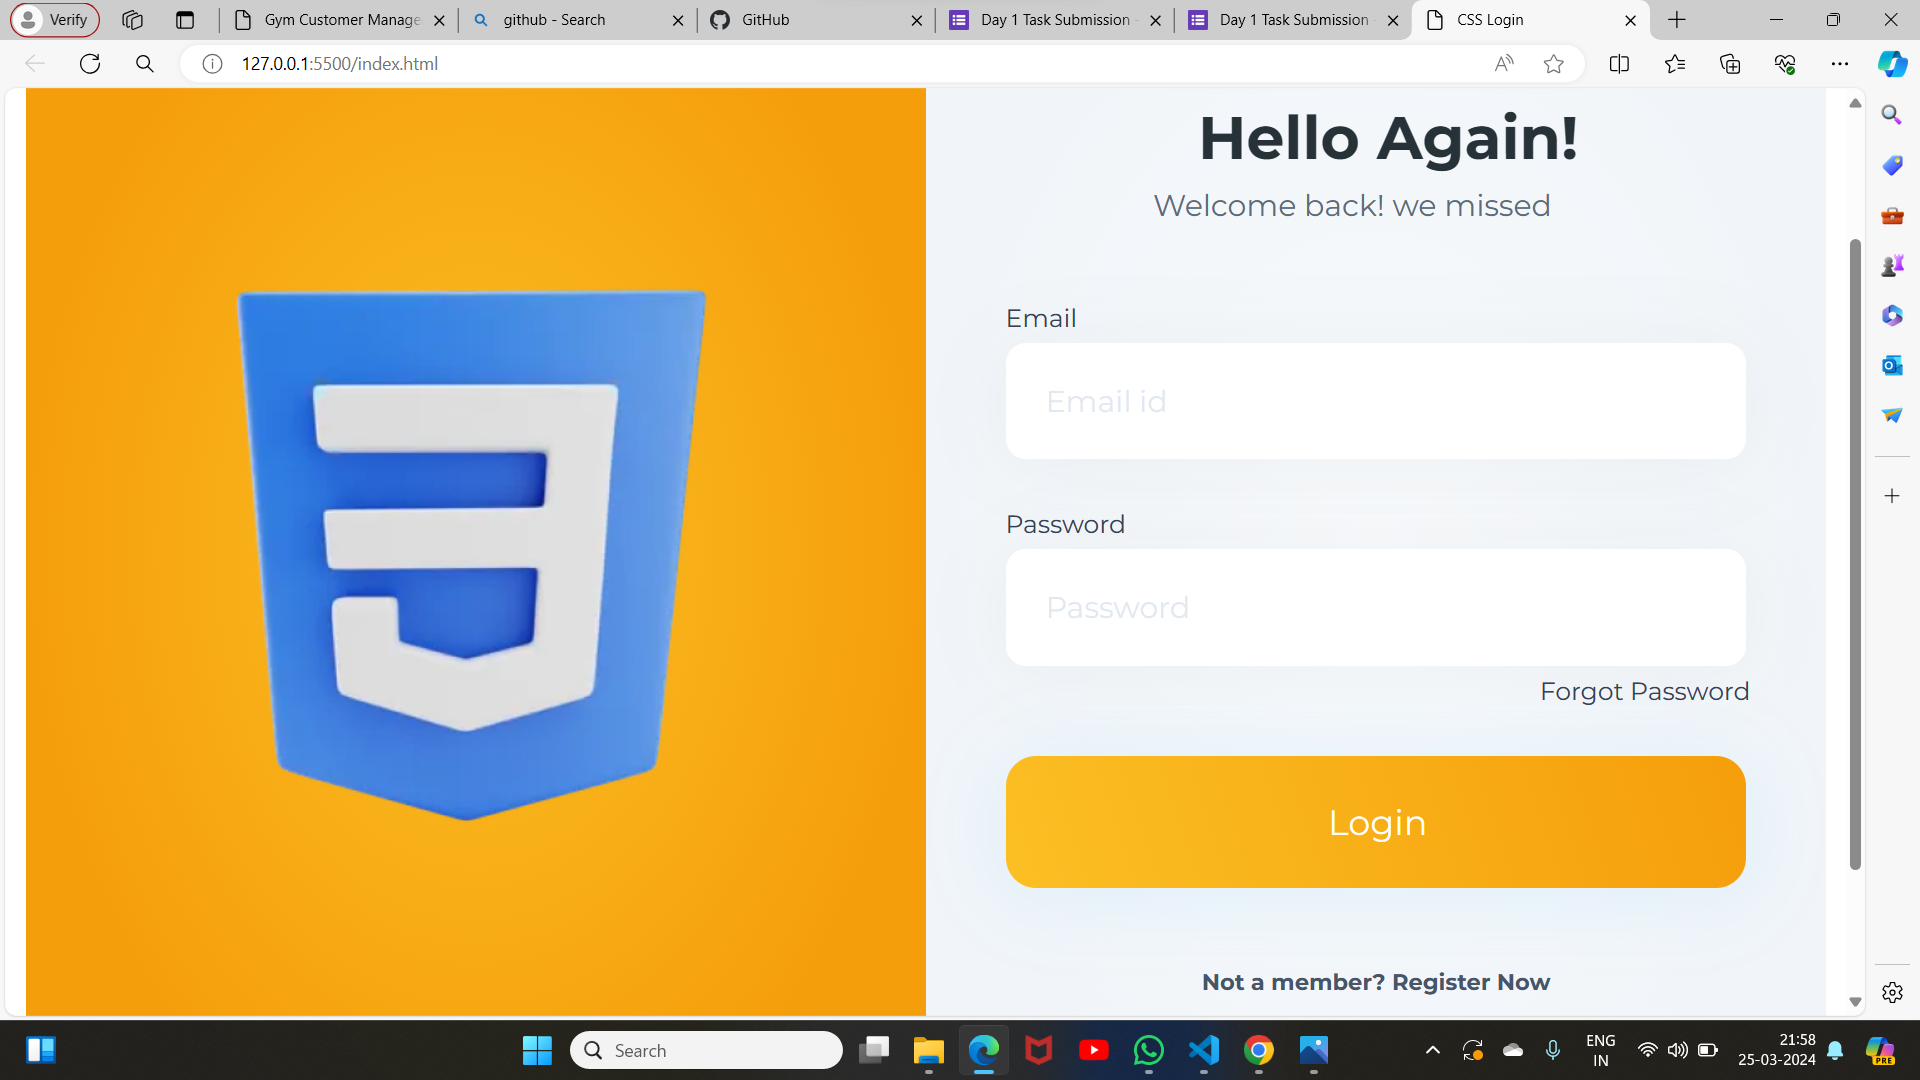 Verify
Gym Customer Manage
github - Search
GitHub
Day 1 Task Submission -
Day 1 Task Submission -
CSS Login
127.0.0.1:5500/index.html
Hello Again!
Welcome back! we missed
Email
Email id
Password
Password
Forgot Password
Login
Not a member? Register Now
Search
ENG
IN
21:58
25-03-2024
PRE